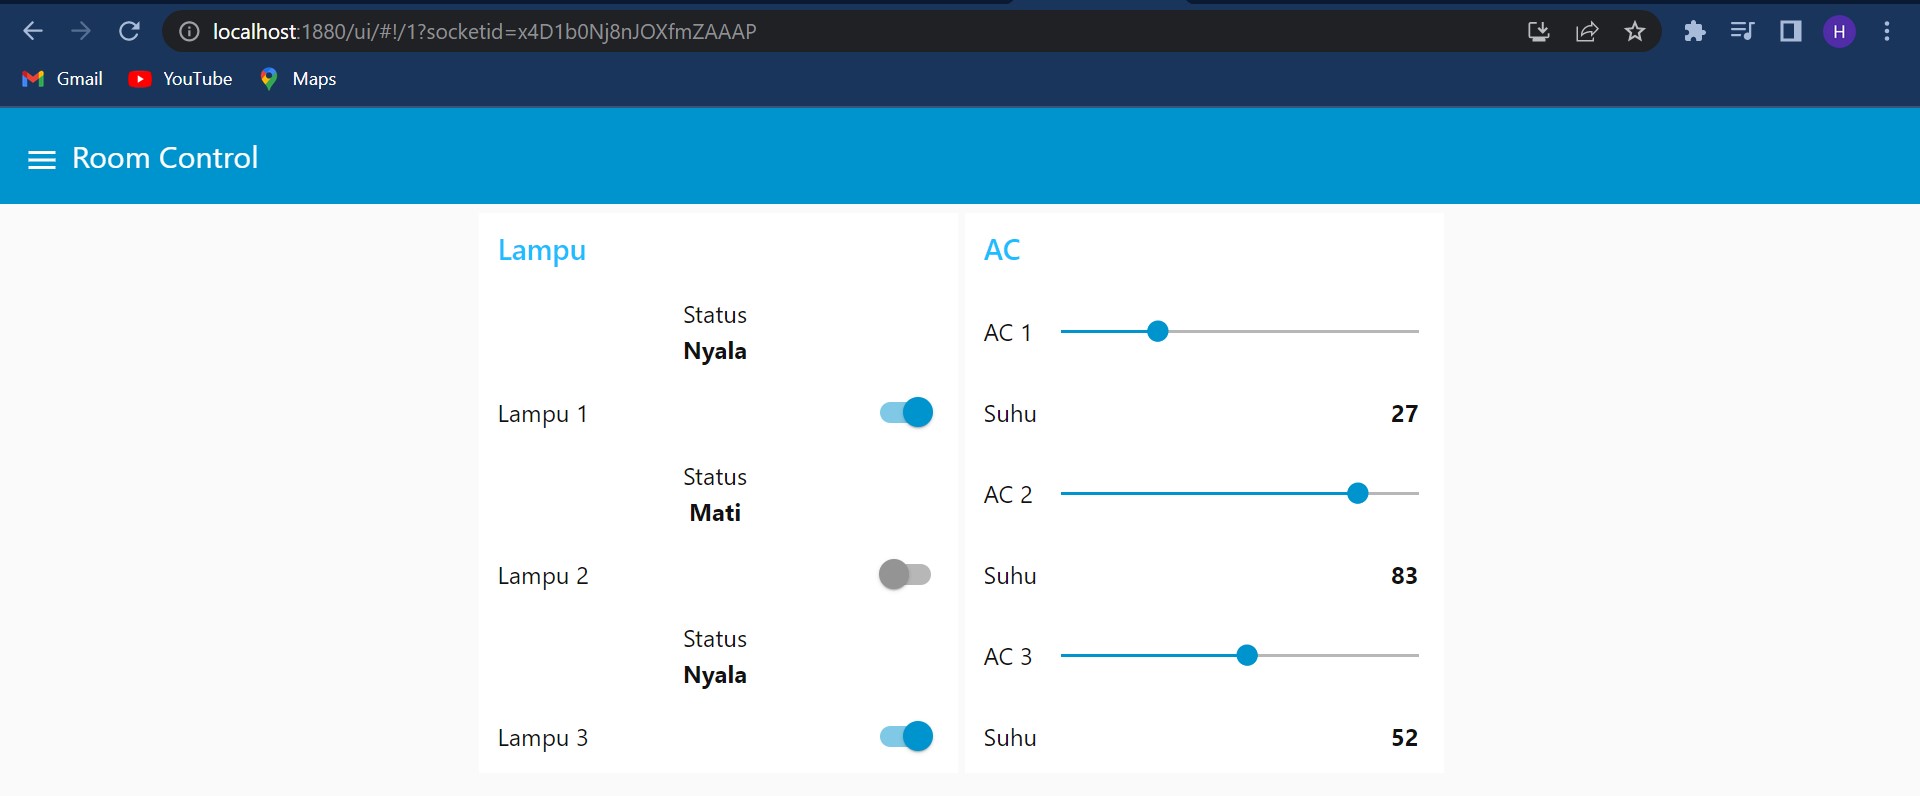 localhost:1880/ui/#!/1?socketid=x4D1b0Nj8nJOXfmZAAAP
H
Gmail YouTube Maps
Room Control
Lampu
Status
Nyala
Lampu 1
Status
Mati
Lampu 2
Status
Nyala
Lampu 3
AC
AC 1
Suhu 27
AC 2
Suhu 83
AC 3
Suhu 52